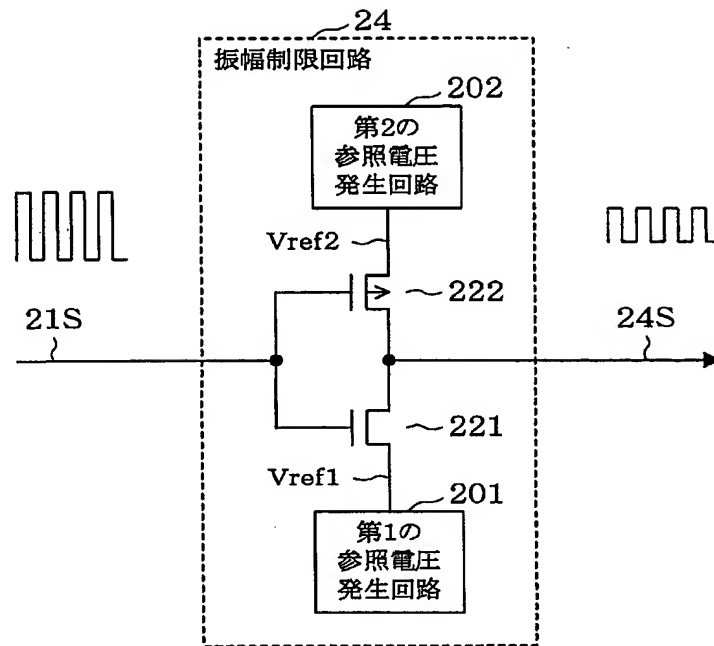 24
振幅制限回路
202
第2の
参照電圧
発生回路
Vref2
222
21S
24S
221
Vref1
201
第1の
参照電圧
発生回路